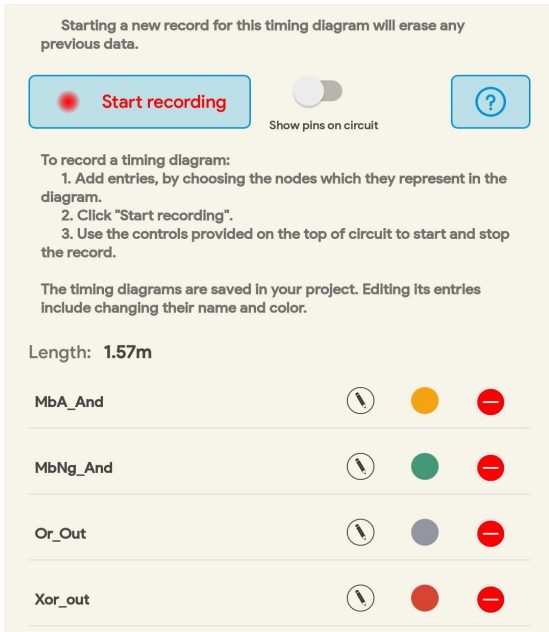 Starting a new record for this timing diagram will erase any
previous data.
Start recording
Show pins on circuit
?
To record a timing diagram:
1. Add entries, by choosing the nodes which they represent in the
diagram.
2. Click "Start recording".
3. Use the controls provided on the top of circuit to start and stop
the record.
The timing diagrams are saved in your project. Editing its entries
include changing their name and color.
Length: 1.57m
MbA_And
MbNg_And
Or_Out
Xor_out